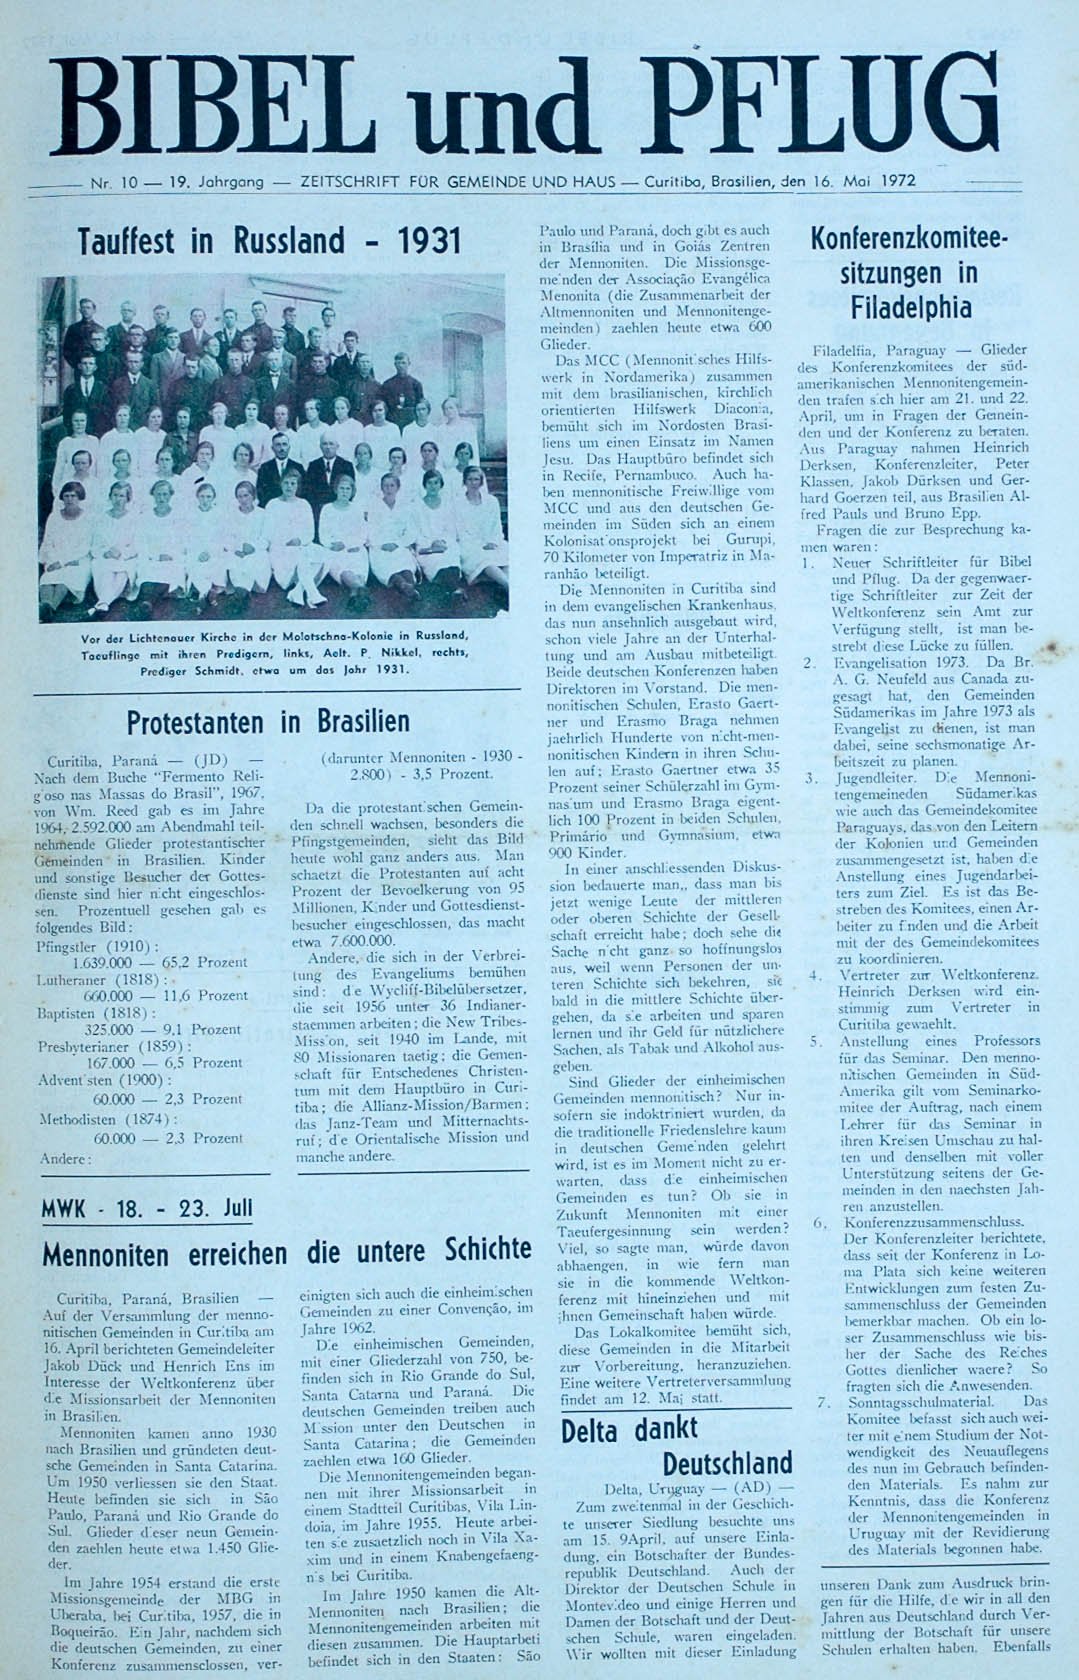 BIBEL und PFLUG
Nr. 10 — 19. Jahrgang — ZEITSCHRIFT FÜR GEMEINDE UND HAUS — Curitiba, Brasilien, den 16. Mai 1972
Tauffest in Russland - 1931
Vor der Lichtenauer Kirche in der Molotschna-Kolonie in Russland,
Taeuflinge mit ihren Predigern, links, Aelt. P. Nikkel, rechts,
Prediger Schmidt, etwa um das Jahr 1931.
Protestanten in Brasilien
Curitiba, Paraná — (JD) —
Nach dem Buche "Fermento Reli-
gioso nas Massas do Brasil", 1967,
von Wm. Reed gab es im Jahre
1964, 2.592.000 am Abendmahl teil-
nehmende Glieder protestantischer
Gemeinden in Brasilien. Kinder
und sonstige Besucher der Gottes-
dienste sind hier nicht eingeschlos-
sen. Prozentuell gesehen gab es
folgendes Bild:
Pfingstler (1910):
1.639.000 — 65,2 Prozent
Lutheraner (1818):
660.000 — 11,6 Prozent
Baptisten (1818):
325.000 — 9,1 Prozent
Presbyterianer (1859):
167.000 — 6,5 Prozent
Adventisten (1900):
60.000 — 2,3 Prozent
Methodisten (1874):
60.000 — 2,3 Prozent
Andere:
(darunter Mennoniten - 1930 -
2.800) - 3,5 Prozent.
Da die protestantischen Gemein-
den schnell wachsen, besonders die
Pfingstgemeinden, sieht das Bild
heute wohl ganz anders aus. Man
schaetzt die Protestanten auf acht
Prozent der Bevoelkerung von 95
Millionen, Kinder und Gottesdienst-
besucher eingeschlossen, das macht
etwa 7.600.000.
Andere, die sich in der Verbrei-
tung des Evangeliums bemühen
sind: die Wycliff-Bibelübersetzer,
die seit 1956 unter 36 Indianer-
staemmen arbeiten; die New Tribes-
Mission, seit 1940 im Lande, mit
80 Missionaren taetig; die Gemein-
schaft für Entschedenes Christen-
tum mit dem Hauptbüro in Curi-
tiba; die Allianz-Mission/Barmen;
das Janz-Team und Mitternachts-
ruf; die Orientalische Mission und
manche andere.
MWK - 18. - 23. Juli
Mennoniten erreichen die untere Schichte
Curitiba, Paraná, Brasilien —
Auf der Versammlung der menno-
nitischen Gemeinden in Curitiba am
16. April berichteten Gemeindeleiter
Jakob Dück und Henrich Ens im
Interesse der Weltkonferenz über
die Missionsarbeit der Mennoniten
in Brasilien.
Mennoniten kamen anno 1930
nach Brasilien und gründeten deut-
sche Gemeinden in Santa Catarina.
Um 1950 verliessen sie den Staat.
Heute befinden sie sich in São
Paulo, Paraná und Rio Grande do
Sul. Glieder dieser neun Gemein-
den zaehlen heute etwa 1.450 Glie-
der.
Im Jahre 1954 erstand die erste
Missionsgemeinde der MBG in
Uberaba, bei Curitiba, 1957, die in
Boqueirão. Ein Jahr, nachdem sich
die deutschen Gemeinden, zu einer
Konferenz zusammensclossen, ver-
einigten sich auch die einheimischen
Gemeinden zu einer Convenção, im
Jahre 1962.
Die einheimischen Gemeinden,
mit einer Gliederzahl von 750, be-
finden sich in Rio Grande do Sul,
Santa Catarna und Paraná. Die
deutschen Gemeinden treiben auch
Mission unter den Deutschen in
Santa Catarina; die Gemeinden
zaehlen etwa 160 Glieder.
Die Mennonitengemeinden began-
nen mit ihrer Missionsarbeit in
einem Stadtteil Curitibas, Vila Lin-
doia, im Jahre 1955. Heute arbei-
ten sie zusaetzlich noch in Vila Xa-
xim und in einem Knabengefaeng-
nis bei Curitiba.
Im Jahre 1950 kamen die Alt-
Mennoniten nach Brasilien; die
Mennonitengemeinden arbeiten mit
diesen zusammen. Die Hauptarbeti
befindet sich in den Staaten: São
Paulo und Paraná, doch gibt es auch
in Brasília und in Goiás Zentren
der Mennoniten. Die Missionsge-
meinden der Associação Evangélica
Menonita (die Zusammenarbeit der
Altmennoniten und Mennonitenge-
meinden) zaehlen heute etwa 600
Glieder.
Das MCC (Mennonitisches Hilfs-
werk in Nordamerika) zusammen
mit dem brasilianischen, kirchlich
orientierten Hilfswerk Diaconia,
bemüht sich im Nordosten Brasi-
liens um einen Einsatz im Namen
Jesu. Das Hauptbüro befindet sich
in Recife, Pernambuco. Auch ha-
ben mennonitische Freiwillige vom
MCC und aus den deutschen Ge-
meinden im Süden sich an einem
Kolonisationsprojekt bei Gurupi,
70 Kilometer von Imperatriz in Ma-
ranhão beteiligt.
Die Mennoniten in Curitiba sind
in dem evangelischen Krankenhaus,
das nun ansehnlich ausgebaut wird,
schon viele Jahre an der Unterhal-
tung und am Ausbau mitbeteiligt.
Beide deutschen Konferenzen haben
Direktoren im Vorstand. Die men-
nonitischen Schulen, Erasto Gaert-
ner und Erasmo Braga nehmen
jaehrlich Hunderte von nicht-men-
nonitischen Kindern in ihren Schu-
len auf; Erasto Gaertner etwa 35
Prozent seiner Schülerzahl im Gym-
nasium und Erasmo Braga eigent-
lich 100 Prozent in beiden Schulen,
Primário und Gymnasium, etwa
900 Kinder.
In einer anschliessenden Diskus-
sion bedauerte man,, dass man bis
jetzt wenige Leute der mittleren
oder oberen Schichte der Gesell-
schaft erreicht habe; doch sehe die
Sache nicht ganz so hoffnungslos
aus, weil wenn Personen der un-
teren Schichte sich bekehren, sie
bald in die mittlere Schichte über-
gehen, da sie arbeiten und sparen
lernen und ihr Geld für nützlichere
Sachen, als Tabak und Alkohol aus-
geben.
Sind Glieder der einheimischen
Gemeinden mennonitisch? Nur in-
sofern sie indoktriniert wurden, da
die traditionelle Friedenslehre kaum
in deutschen Gemeinden gelehrt
wird, ist es im Moment nicht zu er-
warten, dass die einheimischen
Gemeinden es tun? Ob sie in
Zukunft Mennoniten mit einer
Taeufergesinnung sein werden?
Viel, so sagte man, würde davon
abhaengen, in wie fern man
sie in die kommende Weltkon-
ferenz mit hineinziehen und mit
ihnen Gemeinschaft haben würde.
Das Lokalkomitee bemüht sich,
diese Gemeinden in die Mitarbeit
zur Vorbereitung, heranzuziehen.
Eine weitere Vertreterversammlung
findet am 12. Mai statt.
Delta dankt
Deutschland
Delta, Uruguay — (AD) —
Zum zweitenmal in der Geschich-
te unserer Siedlung besuchte uns
am 15. 9April, auf unsere Einla-
dung, ein Botschafter der Bundes-
republik Deutschland. Auch der
Direktor der Deutschen Schule in
Montevideo und einige Herren und
Damen der Botschaft und der Deut-
schen Schule, waren eingeladen.
Wir wollten mit dieser Einladung
Konferenzkomitee-
sitzungen in
Filadelphia
Filadelfia, Paraguay — Glieder
des Konferenzkomitees der süd-
amerikanischen Mennonitengemein-
den trafen sich hier am 21. und 22.
April, um in Fragen der Gemein-
den und der Konferenz zu beraten.
Aus Paraguay nahmen Heinrich
Derksen, Konferenzleiter, Peter
Klassen, Jakob Dürksen und Ger-
hard Goerzen teil, aus Brasilien Al-
fred Pauls und Bruno Epp.
Fragen die zur Besprechung ka-
men waren:
1. Neuer Schriftleiter für Bibel
und Pflug. Da der gegenwaer-
tige Schriftleiter zur Zeit der
Weltkonferenz sein Amt zur
Verfügung stellt, ist man be-
strebt diese Lücke zu füllen.
2. Evangelisation 1973. Da Br.
A. G. Neufeld aus Canada zu-
gesagt hat, den Gemeinden
Südamerikas im Jahre 1973 als
Evangelist zu dienen, ist man
dabei, seine sechsmonatige Ar-
beitszeit zu planen.
3. Jugendleiter. Die Mennoni-
tengemeineden Südamerikas
wie auch das Gemeindekomitee
Paraguays, das von den Leitern
der Kolonien und Gemeinden
zusammengesetzt ist, haben die
Anstellung eines Jugendarbei-
ters zum Ziel. Es ist das Be-
streben des Komitees, einen Ar-
beiter zu finden und die Arbeit
mit der des Gemeindekomitees
zu koordinieren.
4. Vertreter zur Weltkonferenz.
Heinrich Derksen wird ein-
stimmig zum Vertreter in
Curitiba gewaehlt.
5. Anstellung eines Professors
für das Seminar. Den menno-
nitischen Gemeinden in Süd-
Amerika gilt vom Seminarko-
mitee der Auftrag, nach einem
Lehrer für das Seminar in
ihren Kreisen Umschau zu hal-
ten und denselben mit voller
Unterstützung seitens der Ge-
meinden in den naechsten Jah-
ren anzustellen.
6. Konferenzzusammenschluss.
Der Konferenzleiter berichtete,
dass seit der Konferenz in Lo-
ma Plata sich keine weiteren
Entwicklungen zum festen Zu-
sammenschluss der Gemeinden
bemerkbar machen. Ob ein lo-
ser Zusammenschluss wie bis-
her der Sache des Reiches
Gottes dienlicher waere? So
fragten sich die Anwesenden.
7. Sonntagsschulmaterial. Das
Komitee befasst sich auch wei-
ter mit einem Studium der Not-
wendigkeit des Neuauflegens
des nun im Gebrauch befinden-
den Materials. Es nahm zur
Kenntnis, dass die Konferenz
der Mennonitengemeinden in
Uruguay mit der Revidierung
des Materials begonnen habe.
unseren Dank zum Ausdruck brin-
gen für die Hilfe, die wir in all den
Jahren aus Deutschland durch Ver-
mittlung der Botschaft für unsere
Schulen erhalten haben. Ebenfalls